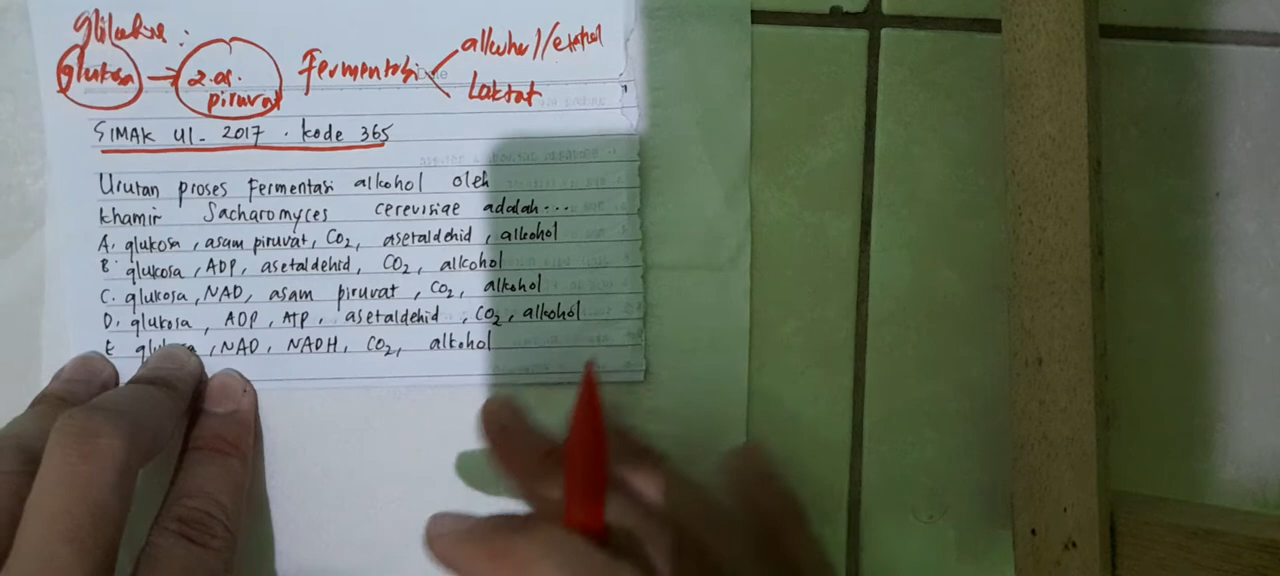 glikolisis :
glukosa → 2 as. piruvat
Fermentasi < alkohol/etanol
Laktat
SIMAK UI - 2017 . kode 365
Urutan proses Fermentasi alkohol oleh
khamir Sacharomyces cerevisiae adalah...
A. glukosa, asam piruvat, CO2, asetaldehid, alkohol
B. glukosa, ADP, asetaldehid, CO2, alkohol
C. glukosa, NAD, asam piruvat, CO2, alkohol
D. glukosa, ADP, ATP, asetaldehid, CO2, alkohol
E , NAD, NADH, CO2, alkohol